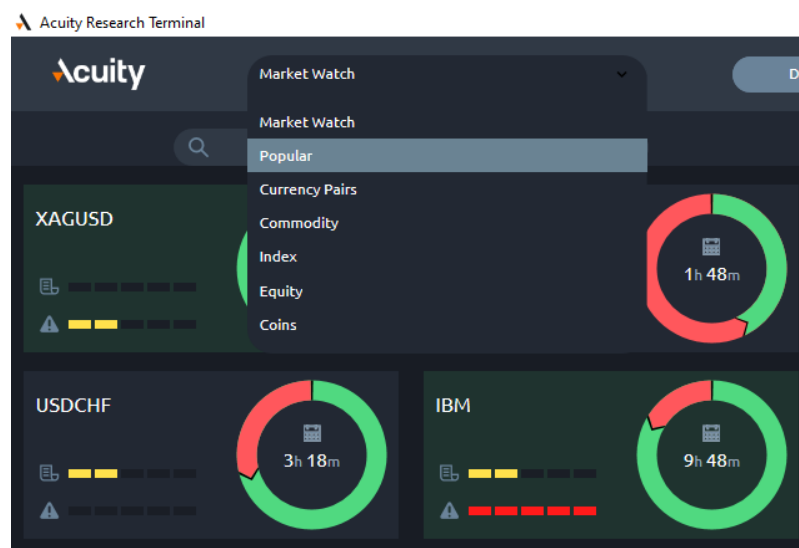 Acuity Research Terminal
Acuity
Market Watch
D
Market Watch
Popular
Currency Pairs
Commodity
Index
Equity
Coins
XAGUSD
1h 48m
USDCHF
3h 18m
IBM
9h 48m